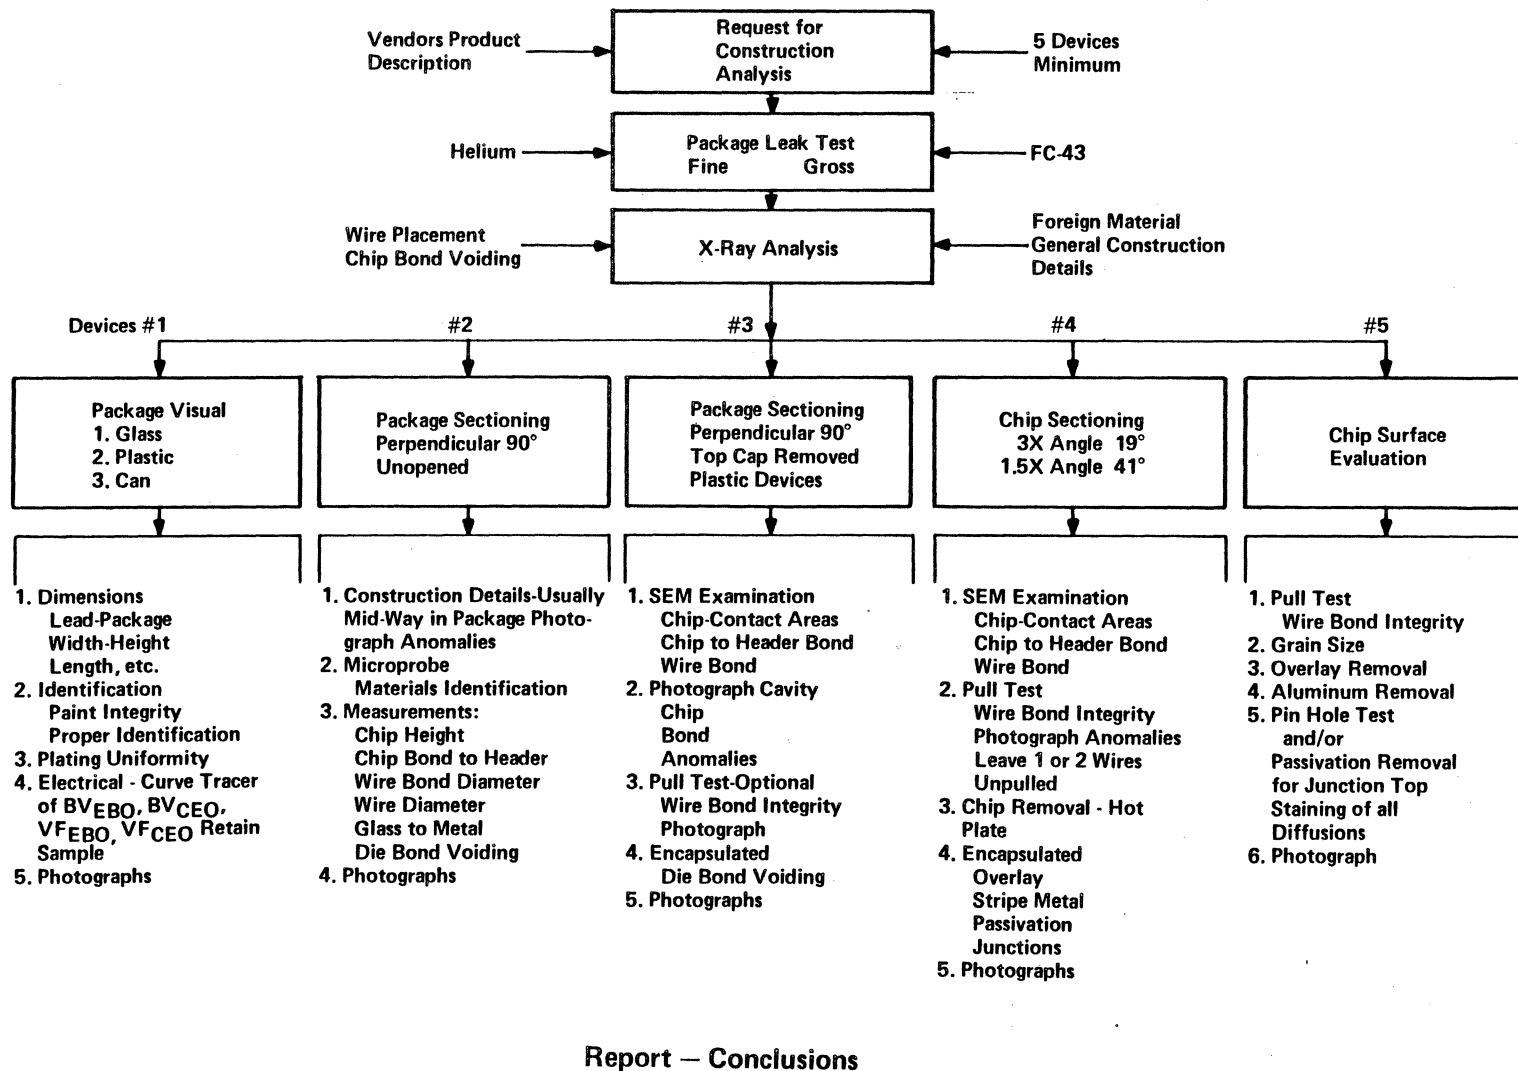 Request for
Construction
Analysis
Vendors Product
Description
5 Devices
Minimum
Package Leak Test
Fine Gross
Helium
FC-43
X-Ray Analysis
Wire Placement
Chip Bond Voiding
Foreign Material
General Construction
Details
Devices #1
#2
#3
#4
#5
Package Visual
1. Glass
2. Plastic
3. Can
Package Sectioning
Perpendicular 90°
Unopened
Package Sectioning
Perpendicular 90°
Top Cap Removed
Plastic Devices
Chip Sectioning
3X Angle 19°
1.5X Angle 41°
Chip Surface
Evaluation
1. Dimensions
Lead-Package
Width-Height
Length, etc.
2. Identification
Paint Integrity
Proper Identification
3. Plating Uniformity
4. Electrical - Curve Tracer
of BVEBO, BVCEO,
VFEBO, VFCEO Retain
Sample
5. Photographs
1. Construction Details-Usually
Mid-Way in Package Photo-
graph Anomalies
2. Microprobe
Materials Identification
3. Measurements:
Chip Height
Chip Bond to Header
Wire Bond Diameter
Wire Diameter
Glass to Metal
Die Bond Voiding
4. Photographs
1. SEM Examination
Chip-Contact Areas
Chip to Header Bond
Wire Bond
2. Photograph Cavity
Chip
Bond
Anomalies
3. Pull Test-Optional
Wire Bond Integrity
Photograph
4. Encapsulated
Die Bond Voiding
5. Photographs
1. SEM Examination
Chip-Contact Areas
Chip to Header Bond
Wire Bond
2. Pull Test
Wire Bond Integrity
Photograph Anomalies
Leave 1 or 2 Wires
Unpulled
3. Chip Removal - Hot
Plate
4. Encapsulated
Overlay
Stripe Metal
Passivation
Junctions
5. Photographs
1. Pull Test
Wire Bond Integrity
2. Grain Size
3. Overlay Removal
4. Aluminum Removal
5. Pin Hole Test
and/or
Passivation Removal
for Junction Top
Staining of all
Diffusions
6. Photograph
Report — Conclusions